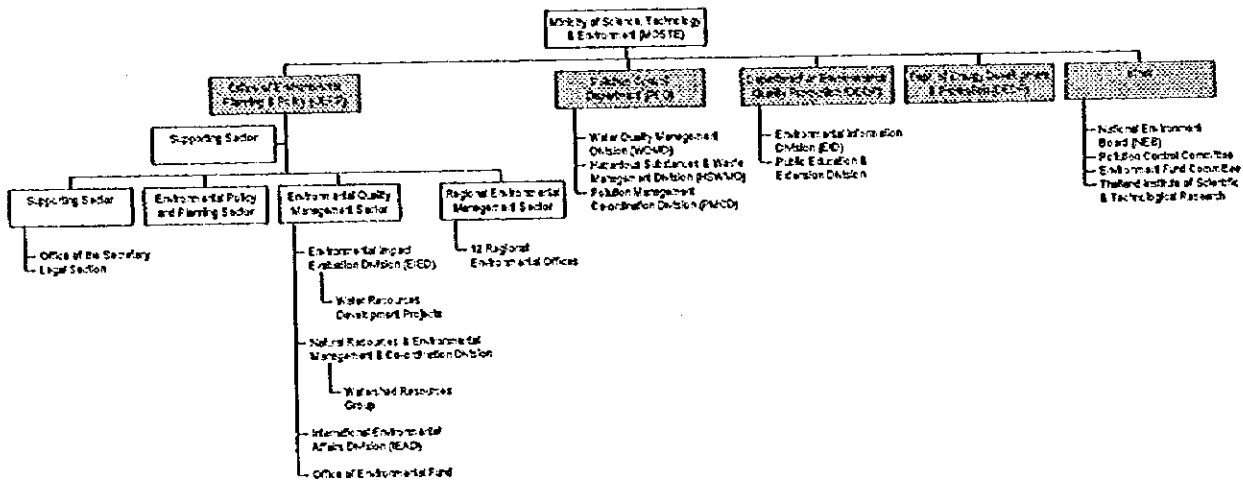 Ministry of Science, Technology
& Environment (MOSTE)
Office of Environmental
Planning & Policy (OEPP)
Pollution Control
Department (PCD)
Department of Environmental
Quality Promotion (DEQP)
Dept. of Energy Development
& Promotion (DEDP)
Supporting Sector
Supporting Sector
Office of the Secretary
Legal Section
Environmental Policy
and Planning Sector
Environmental Quality
Management Sector
Environmental Impact
Evaluation Division (EIED)
Water Resources
Development Projects
Natural Resources & Environmental
Management & Co-ordination Division
Watershed Resources
Group
International Environmental
Affairs Division (IEAD)
Office of Environmental Fund
Regional Environmental
Management Sector
12 Regional
Environmental Offices
Water Quality Management
Division (WQMD)
Hazardous Substances & Waste
Management Division (HSWMD)
Pollution Management
Co-ordination Division (PMCD)
Environmental Information
Division (EID)
Public Education &
Extension Division
National Environment
Board (NEB)
Pollution Control Committee
Environment Fund Committee
Thailand Institute of Scientific
& Technological Research